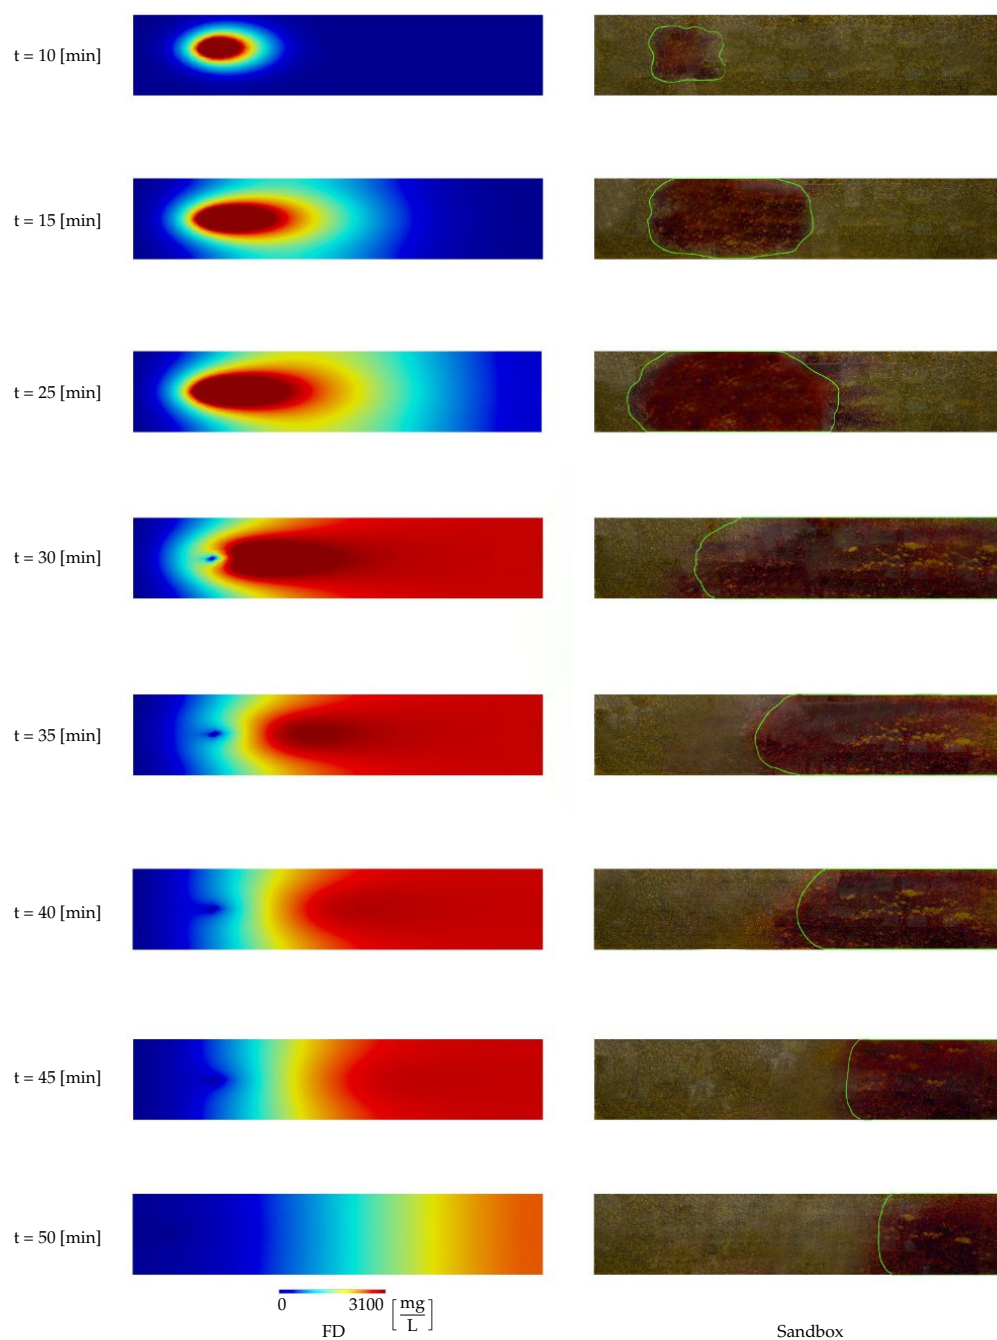 t = 10 [min]
t = 15 [min]
t = 25 [min]
t = 30 [min]
t = 35 [min]
t = 40 [min]
t = 45 [min]
t = 50 [min]
0 3100 [mg/L]
FD
Sandbox